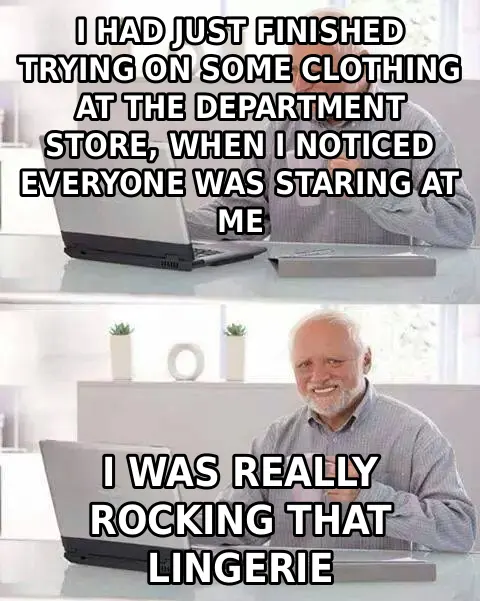 I HAD JUST FINISHED
TRYING ON SOME CLOTHING
AT THE DEPARTMENT
STORE, WHEN I NOTICED
EVERYONE WAS STARING AT
ME
I WAS REALLY
ROCKING THAT
LINGERIE